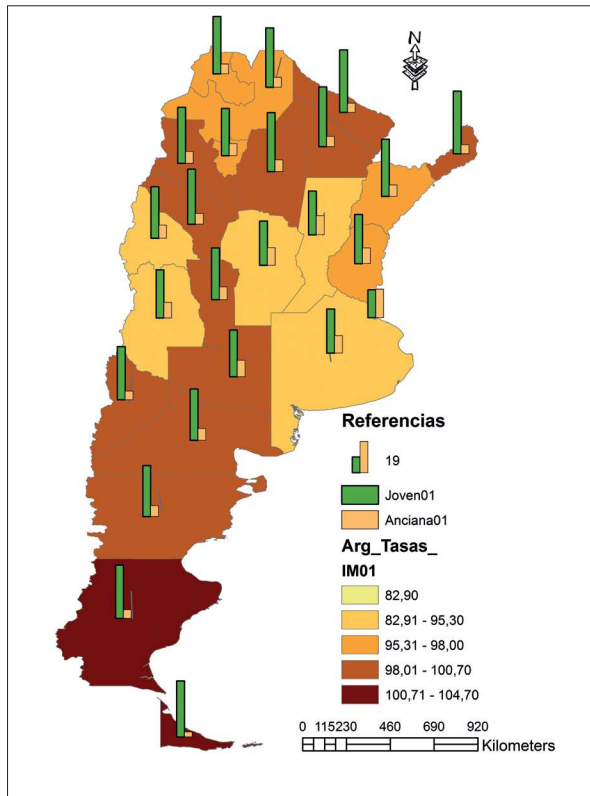 N
Referencias
19
Joven01
Anciana01
Arg_Tasas_
IM01
82,90
82,91 - 95,30
95,31 - 98,00
98,01 - 100,70
100,71 - 104,70
0 115230 460 690 920
Kilometers